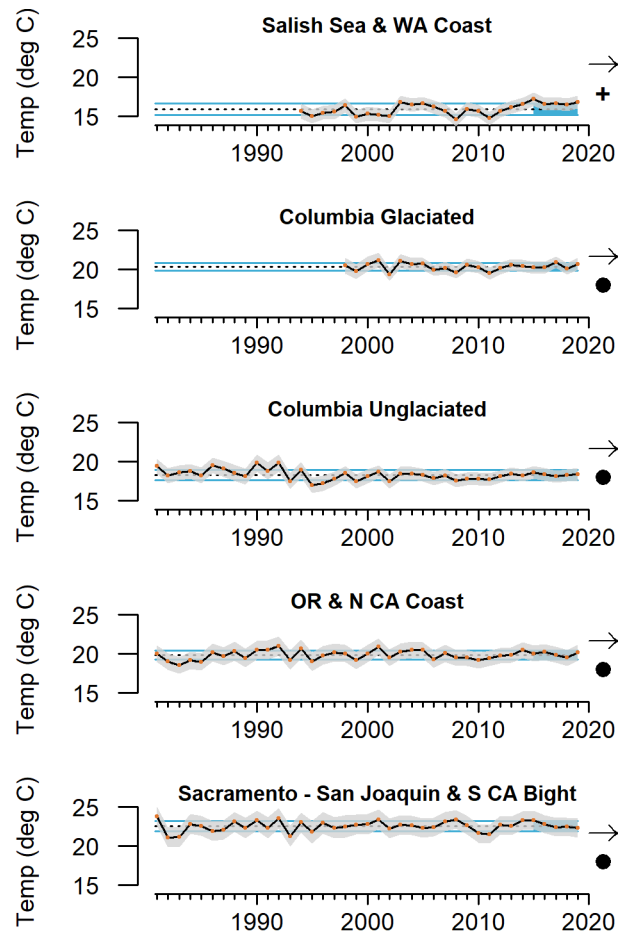 Salish Sea & WA Coast
Temp (deg C)
25
20
15
1990 2000 2010 2020
+
Columbia Glaciated
Temp (deg C)
25
20
15
1990 2000 2010 2020
Columbia Unglaciated
Temp (deg C)
25
20
15
1990 2000 2010 2020
OR & N CA Coast
Temp (deg C)
25
20
15
1990 2000 2010 2020
Sacramento - San Joaquin & S CA Bight
Temp (deg C)
25
20
15
1990 2000 2010 2020